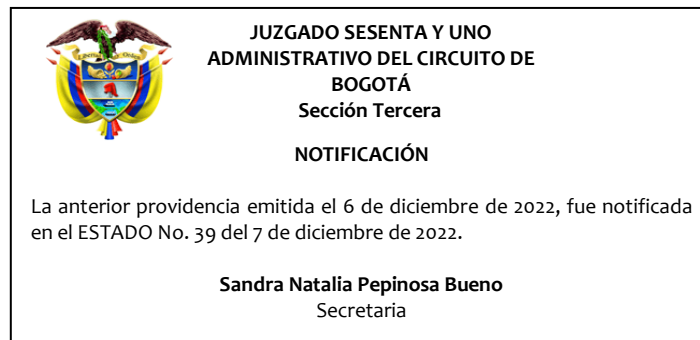 JUZGADO SESENTA Y UNO
ADMINISTRATIVO DEL CIRCUITO DE
BOGOTÁ
Sección Tercera
NOTIFICACIÓN
La anterior providencia emitida el 6 de diciembre de 2022, fue notificada
en el ESTADO No. 39 del 7 de diciembre de 2022.
Sandra Natalia Pepinosa Bueno
Secretaria